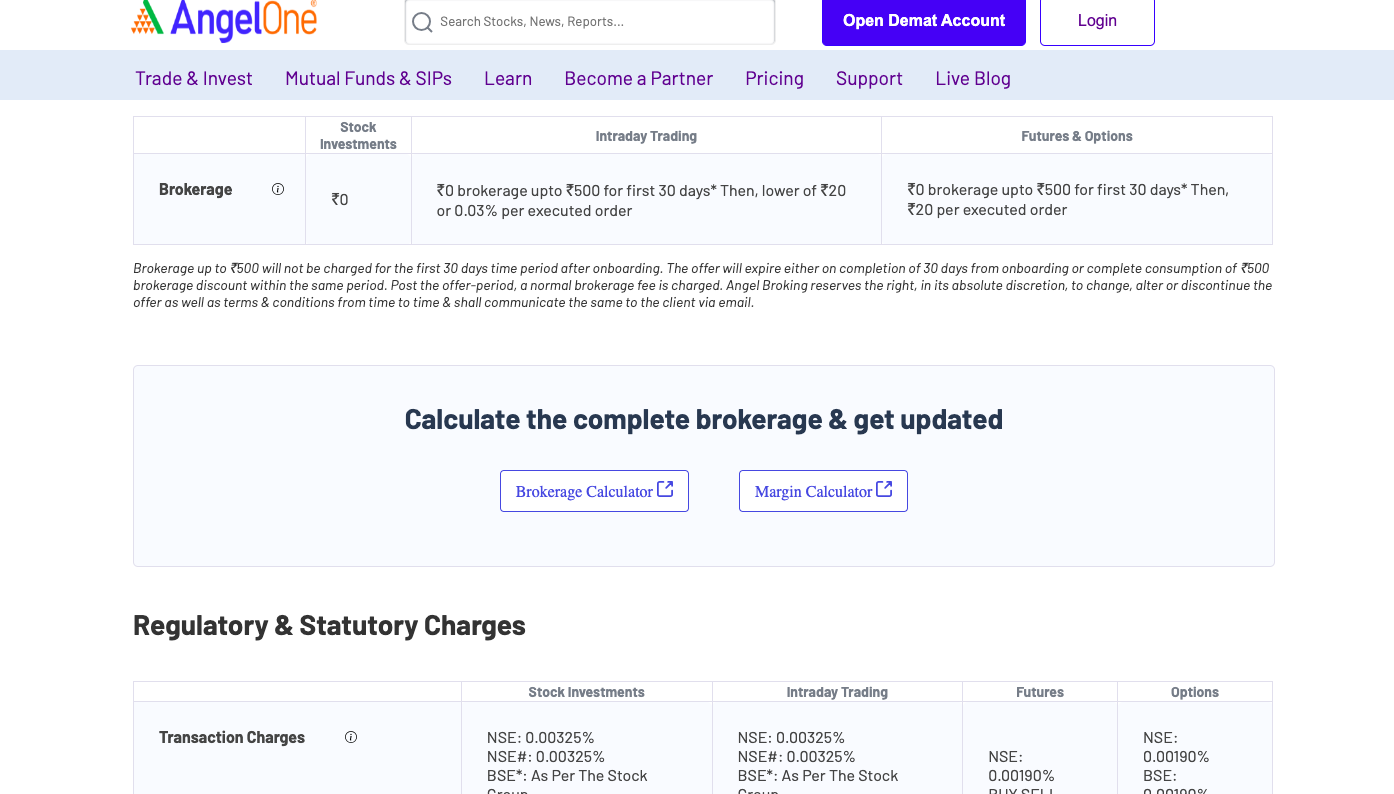 AngelOne
Search Stocks, News, Reports...
Open Demat Account
Login
Trade & Invest
Mutual Funds & SIPs
Learn
Become a Partner
Pricing
Support
Live Blog
Stock
Investments
Intraday Trading
Futures & Options
Brokerage
₹0
₹0 brokerage upto ₹500 for first 30 days* Then, lower of ₹20
or 0.03% per executed order
₹0 brokerage upto ₹500 for first 30 days* Then,
₹20 per executed order
Brokerage up to ₹500 will not be charged for the first 30 days time period after onboarding. The offer will expire either on completion of 30 days from onboarding or complete consumption of ₹500
brokerage discount within the same period. Post the offer-period, a normal brokerage fee is charged. Angel Broking reserves the right, in its absolute discretion, to change, alter or discontinue the
offer as well as terms & conditions from time to time & shall communicate the same to the client via email.
Calculate the complete brokerage & get updated
Brokerage Calculator
Margin Calculator
Regulatory & Statutory Charges
Stock Investments
Intraday Trading
Futures
Options
Transaction Charges
NSE: 0.00325%
NSE#: 0.00325%
BSE*: As Per The Stock
Group
NSE: 0.00325%
NSE#: 0.00325%
BSE*: As Per The Stock
Group
NSE:
0.00190%
BUY SELL
NSE:
0.00190%
BSE:
0.00190%